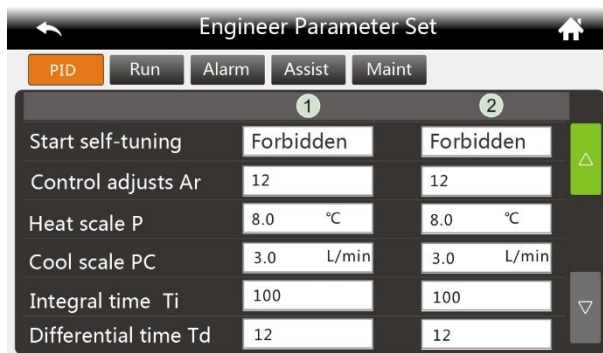 Engineer Parameter Set
PID Run Alarm Assist Maint
1 2
Start self-tuning Forbidden Forbidden
Control adjusts Ar 12 12
Heat scale P 8.0 ℃ 8.0 ℃
Cool scale PC 3.0 L/min 3.0 L/min
Integral time Ti 100 100
Differential time Td 12 12